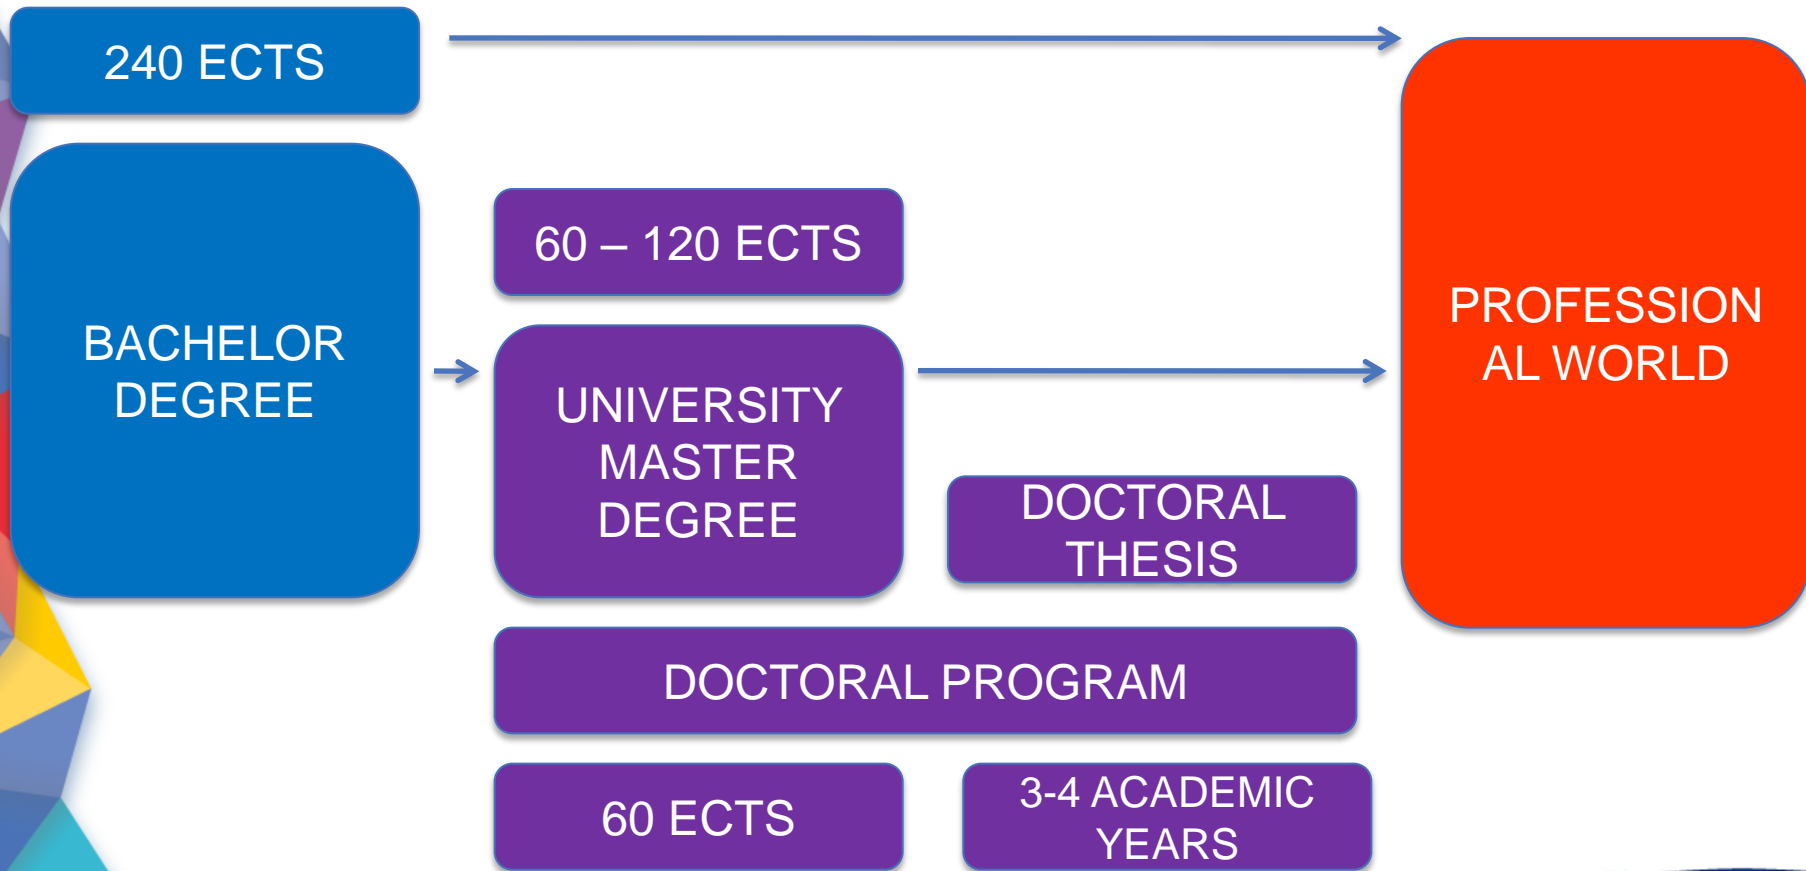 240 ECTS
BACHELOR
DEGREE
60 – 120 ECTS
UNIVERSITY
MASTER
DEGREE
DOCTORAL
THESIS
DOCTORAL PROGRAM
60 ECTS
3-4 ACADEMIC
YEARS
PROFESSION
AL WORLD